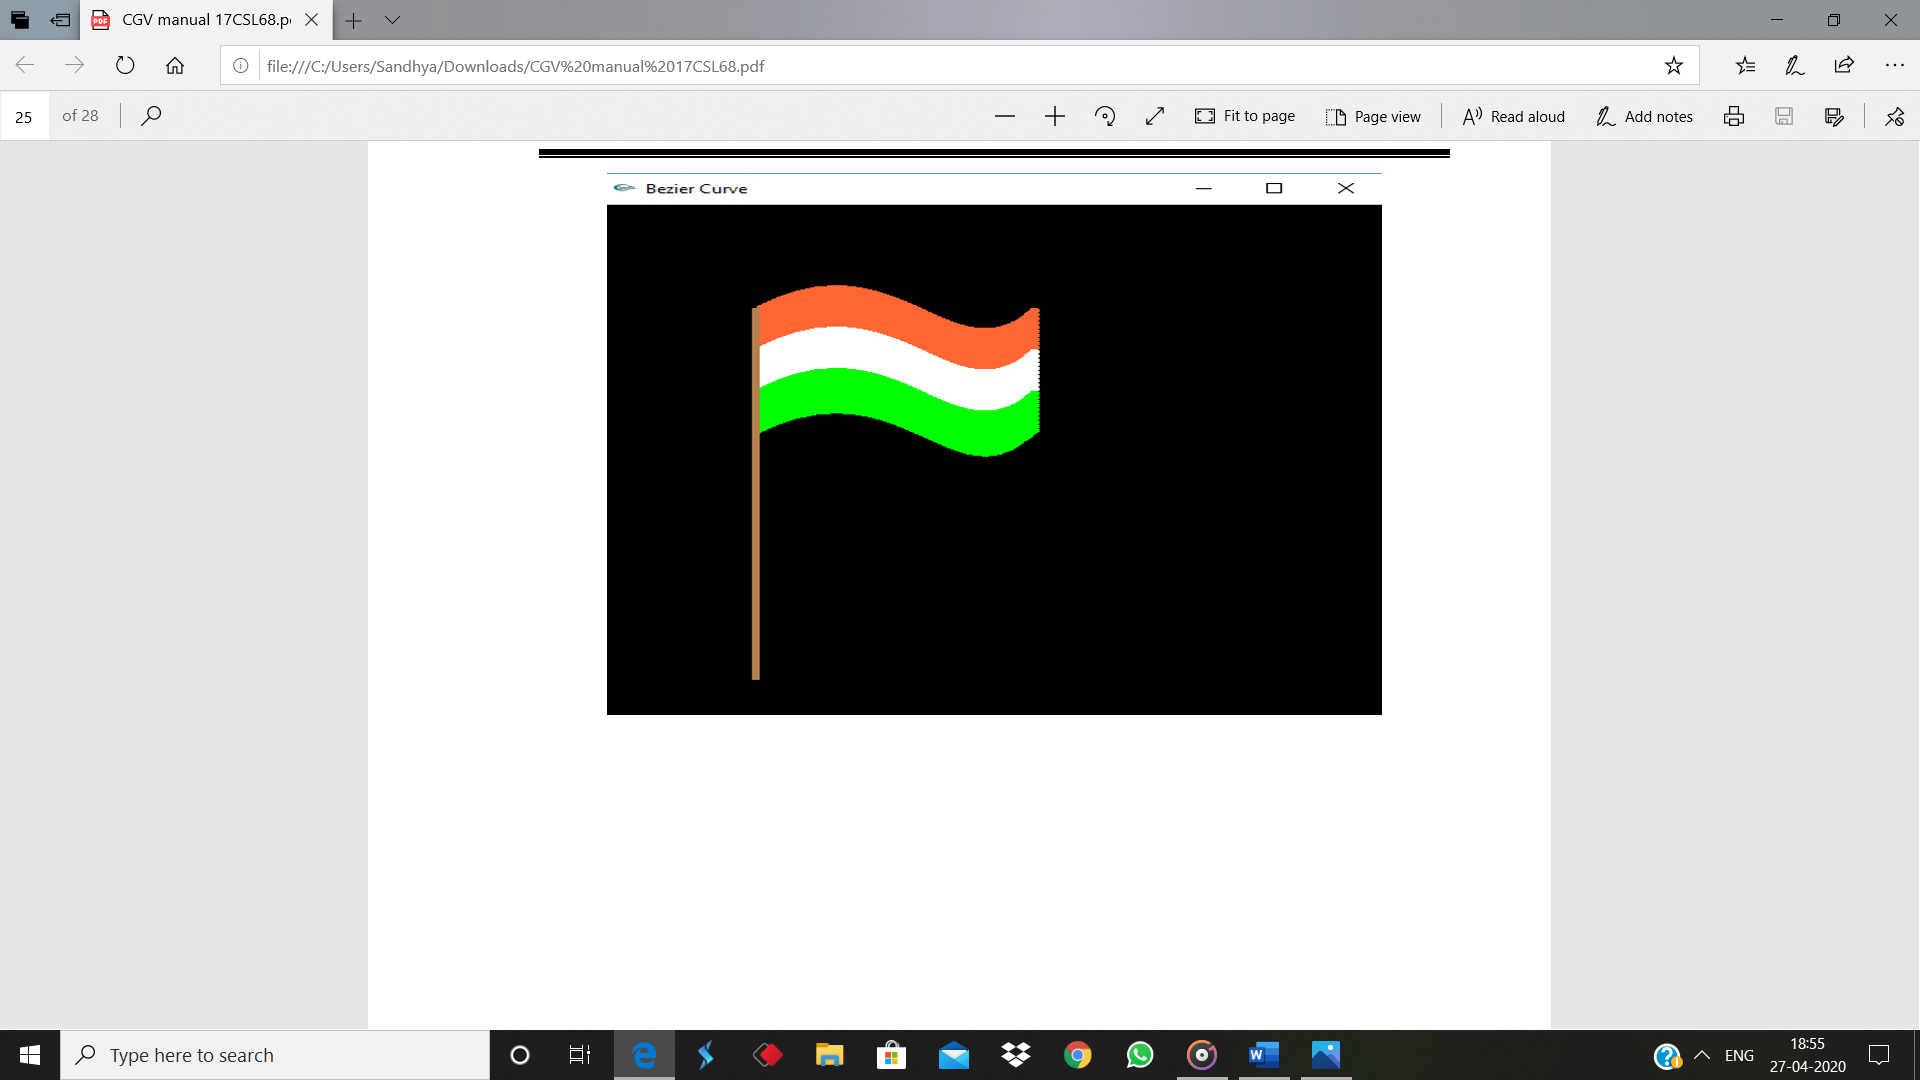 CGV manual 17CSL68.p
file:///C:/Users/Sandhya/Downloads/CGV%20manual%2017CSL68.pdf
25 of 28
Fit to page
Page view
Read aloud
Add notes
Bezier Curve
Type here to search
ENG
18:55
27-04-2020